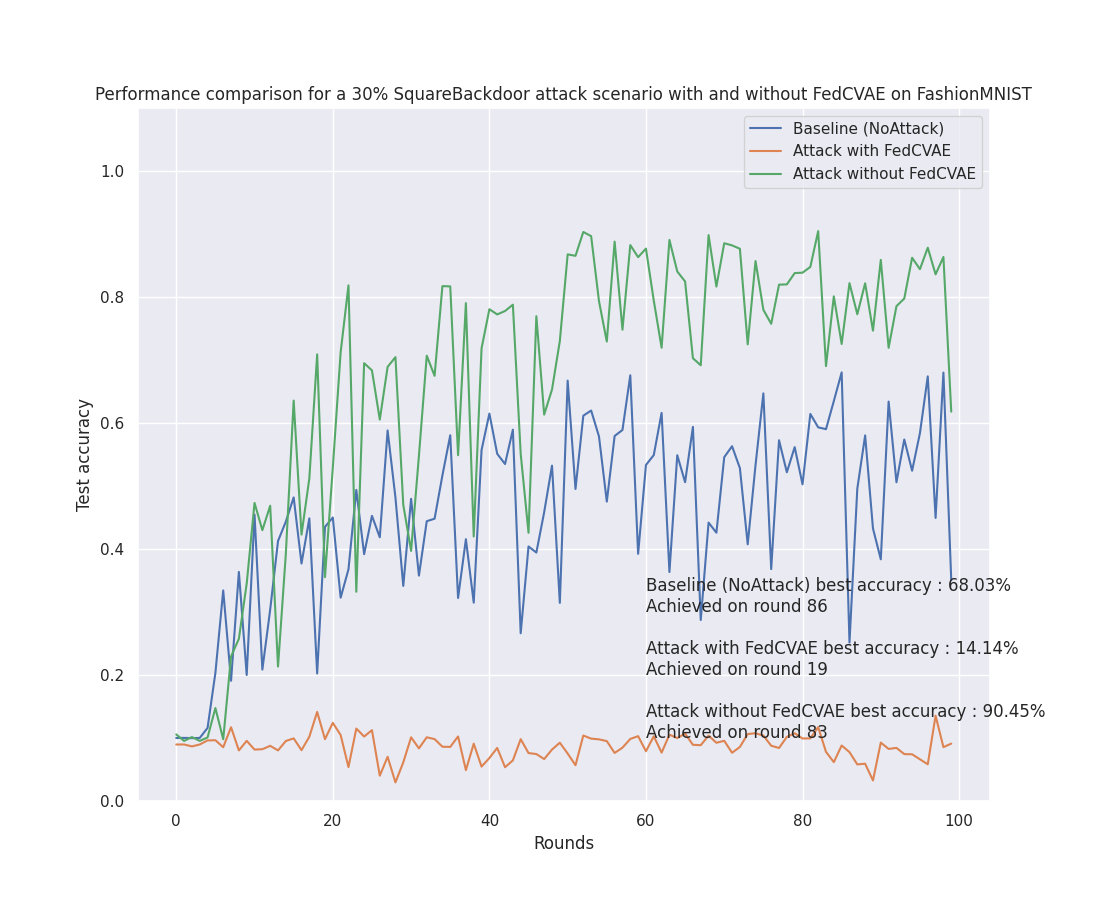 Performance comparison for a 30% SquareBackdoor attack scenario with and without FedCVAE on FashionMNIST
Baseline (NoAttack)
Attack with FedCVAE
Attack without FedCVAE
1.0
0.8
0.6
0.4
0.2
0.0
Test accuracy
Baseline (NoAttack) best accuracy : 68.03%
Achieved on round 86
Attack with FedCVAE best accuracy : 14.14%
Achieved on round 19
Attack without FedCVAE best accuracy : 90.45%
Achieved on round 83
0 20 40 60 80 100
Rounds